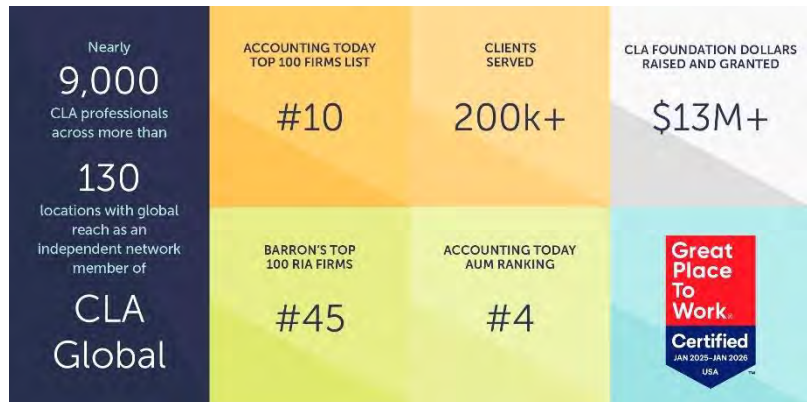 Nearly
9,000
CLA professionals
across more than
130
locations with global
reach as an
independent network
member of
CLA
Global
ACCOUNTING TODAY
TOP 100 FIRMS LIST
#10
CLIENTS
SERVED
200k+
CLA FOUNDATION DOLLARS
RAISED AND GRANTED
$13M+
BARRON'S TOP
100 RIA FIRMS
#45
ACCOUNTING TODAY
AUM RANKING
#4
Great
Place
To
Work®
Certified
JAN 2025–JAN 2026
USA
™